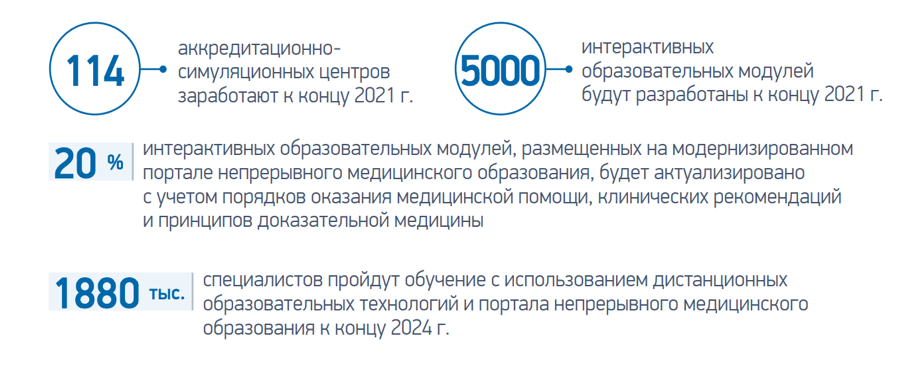 114
аккредитационно-
симуляционных центров
заработают к концу 2021 г.
5000
интерактивных
образовательных модулей
будут разработаны к концу 2021 г.
20 %
интерактивных образовательных модулей, размещенных на модернизированном
портале непрерывного медицинского образования, будет актуализировано
с учетом порядков оказания медицинской помощи, клинических рекомендаций
и принципов доказательной медицины
1880 тыс.
специалистов пройдут обучение с использованием дистанционных
образовательных технологий и портала непрерывного медицинского
образования к концу 2024 г.